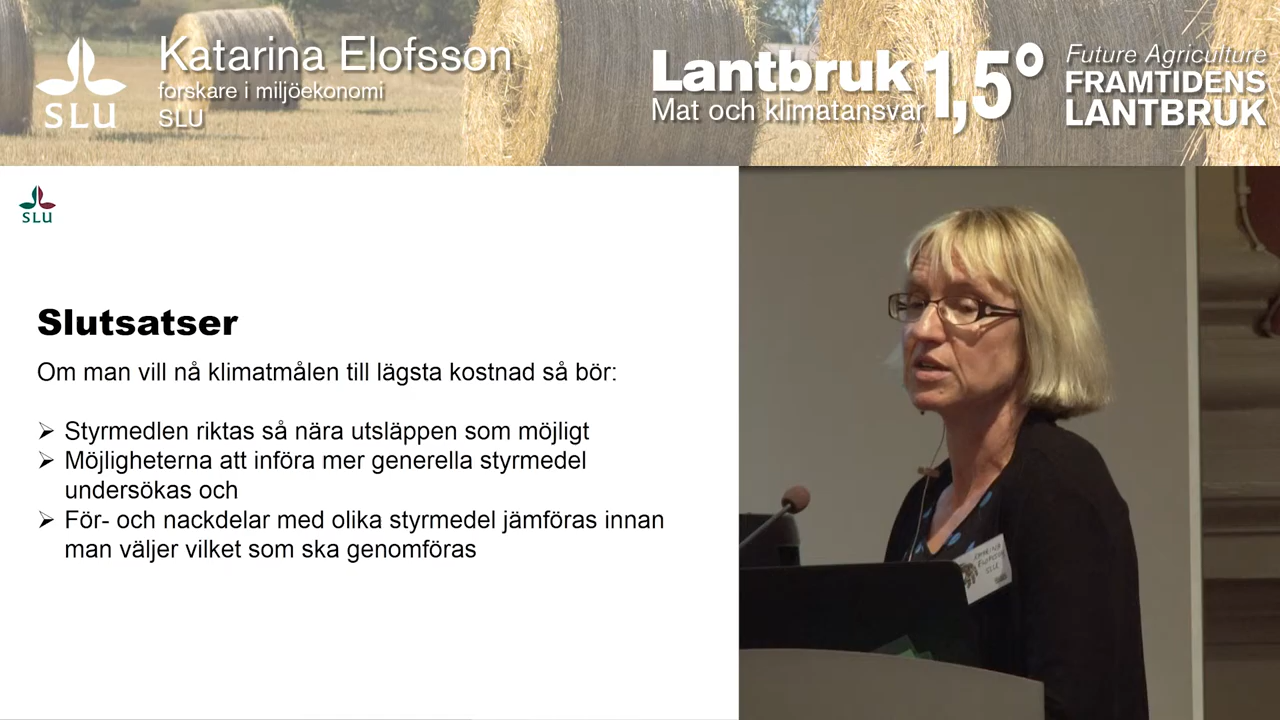 Katarina Elofsson
forskare i miljöekonomi
SLU
SLU
Lantbruk 1,5°
Mat och klimatansvar
Future Agriculture
FRAMTIDENS
LANTBRUK
SLU
Slutsatser
Om man vill nå klimatmålen till lägsta kostnad så bör:
➢ Styrmedlen riktas så nära utsläppen som möjligt
➢ Möjligheterna att införa mer generella styrmedel
undersökas och
➢ För- och nackdelar med olika styrmedel jämföras innan
man väljer vilket som ska genomföras